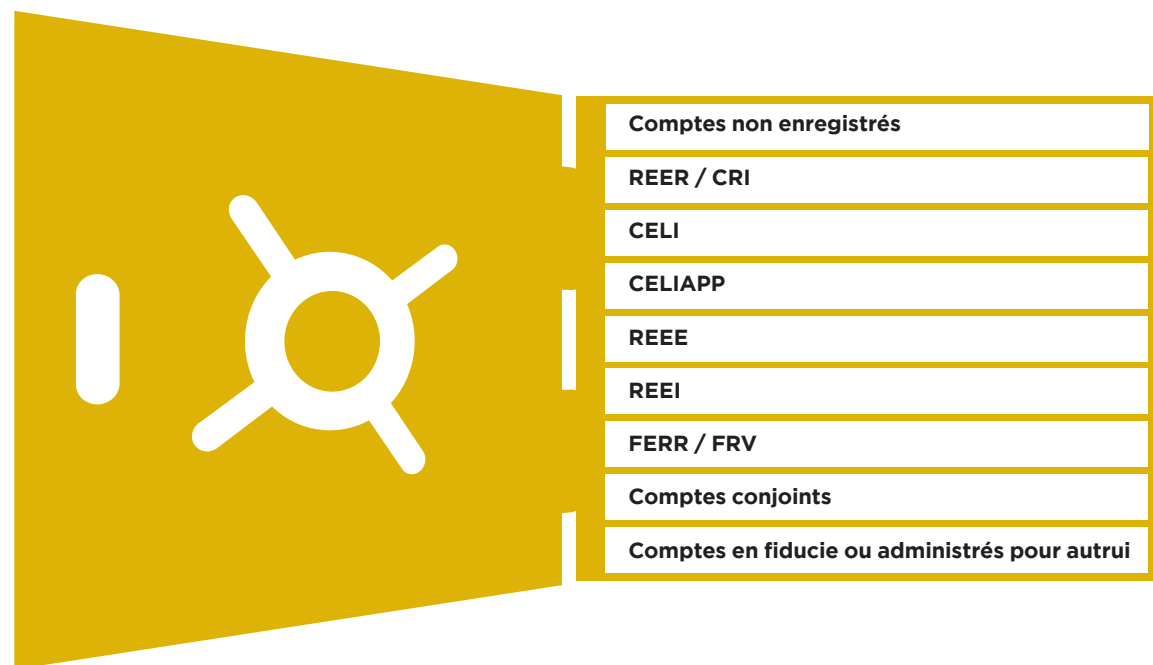 Comptes non enregistrés
REER / CRI
CELI
CELIAPP
REEE
REEI
FERR / FRV
Comptes conjoints
Comptes en fiducie ou administrés pour autrui